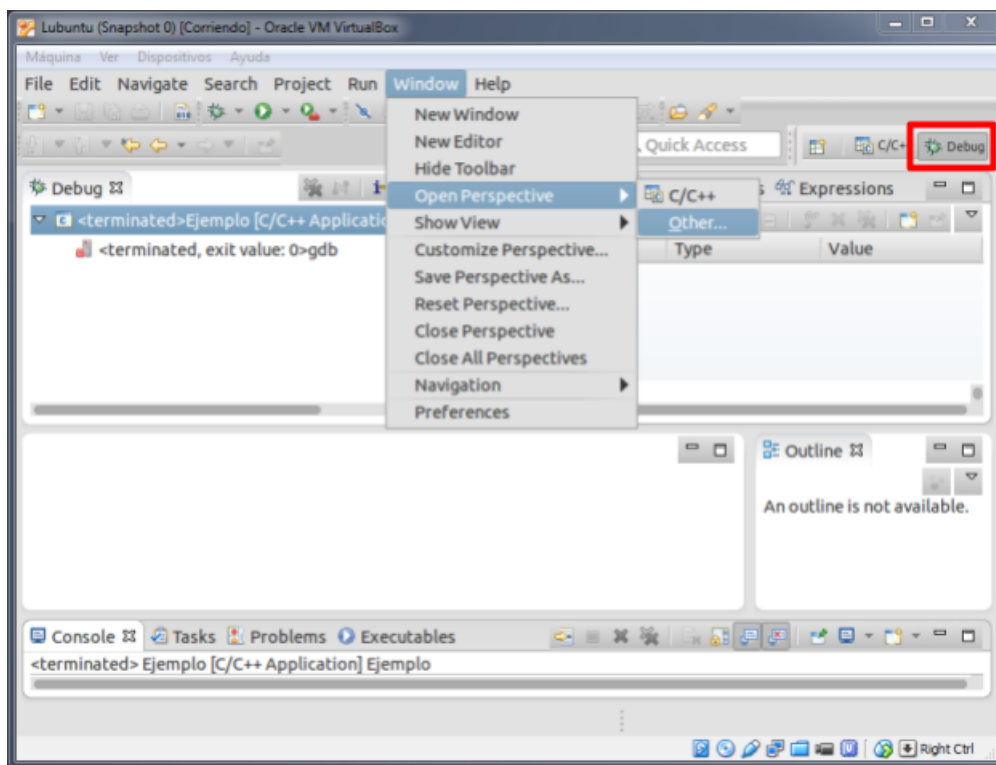 Lubuntu (Snapshot 0) [Corriendo] - Oracle VM VirtualBox
Máquina Ver Dispositivos Ayuda
File Edit Navigate Search Project Run Window Help
New Window
New Editor
Hide Toolbar
Open Perspective
Show View
Customize Perspective...
Save Perspective As...
Reset Perspective...
Close Perspective
Close All Perspectives
Navigation
Preferences
C/C++
Other...
Quick Access
C/C+
Debug
Debug
<terminated>Ejemplo [C/C++ Applicatio
<terminated, exit value: 0>gdb
Expressions
Type Value
Outline
An outline is not available.
Console Tasks Problems Executables
<terminated> Ejemplo [C/C++ Application] Ejemplo
Right Ctrl